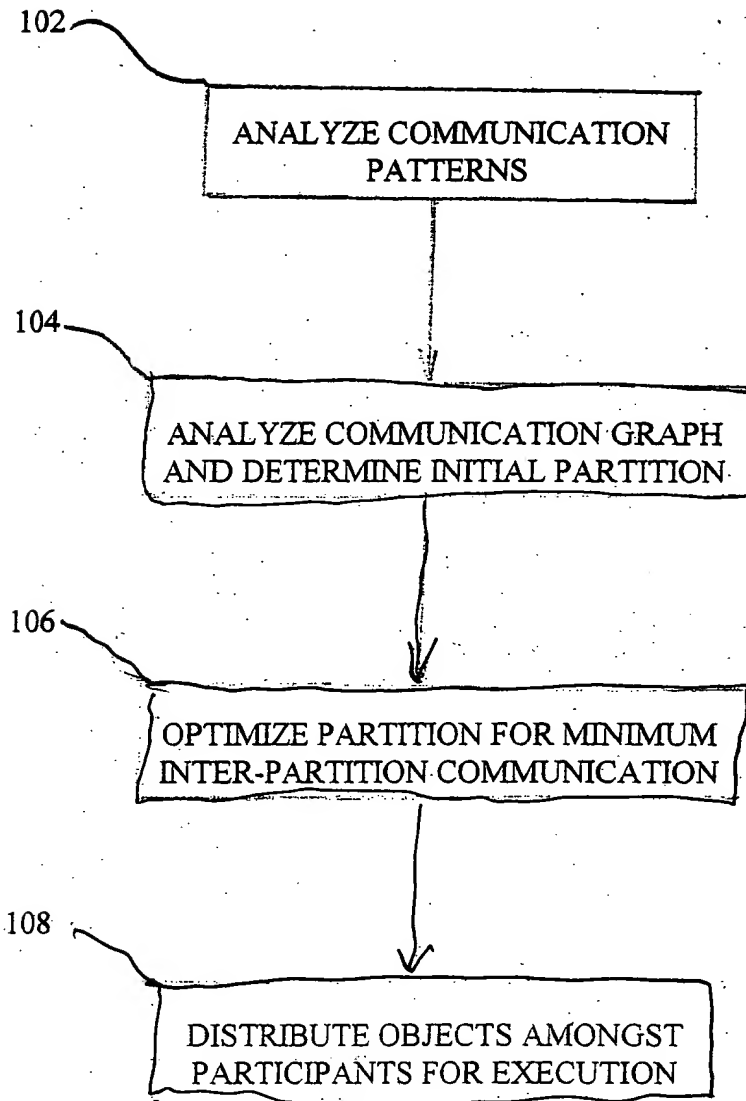 102
ANALYZE COMMUNICATION
PATTERNS
104
ANALYZE COMMUNICATION GRAPH
AND DETERMINE INITIAL PARTITION
106
OPTIMIZE PARTITION FOR MINIMUM
INTER-PARTITION COMMUNICATION
108
DISTRIBUTE OBJECTS AMONGST
PARTICIPANTS FOR EXECUTION